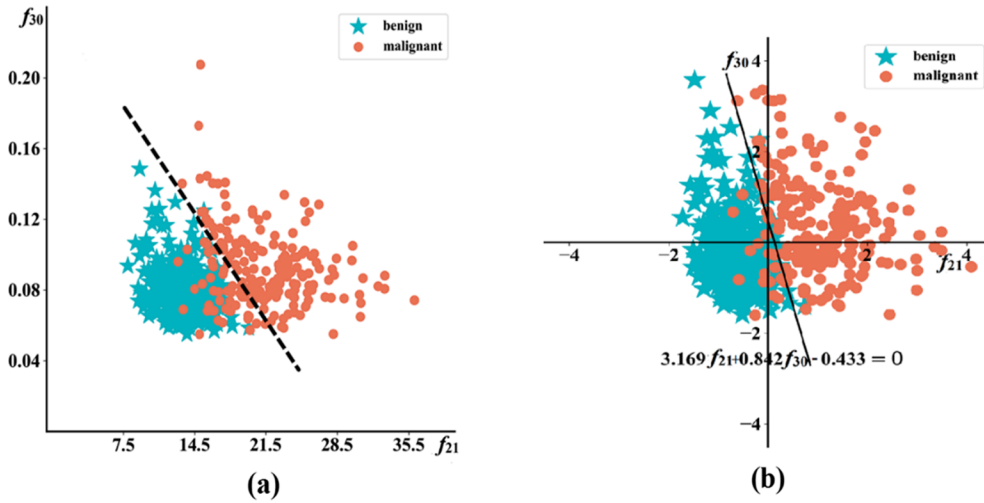 f30
benign
malignant
0.20
0.16
0.12
0.08
0.04
7.5 14.5 21.5 28.5 35.5 f21
(a)
benign
malignant
f30 4
2
−4 2 f21 4
−2
3.169f21+0.842f30-0.433 = 0
−4
(b)